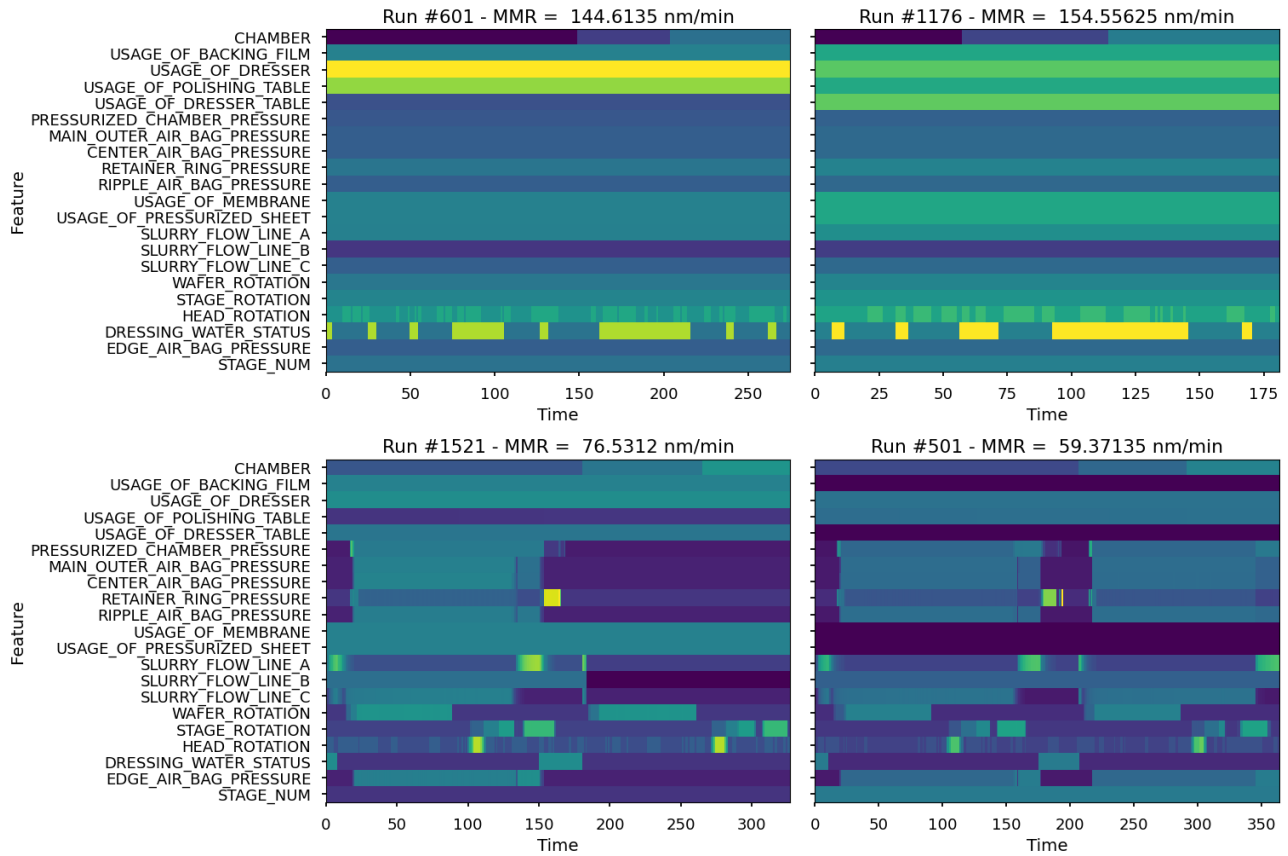 Run #601 - MMR =  144.6135 nm/min
Run #1176 - MMR =  154.55625 nm/min
CHAMBER
USAGE_OF_BACKING_FILM
USAGE_OF_DRESSER
USAGE_OF_POLISHING_TABLE
USAGE_OF_DRESSER_TABLE
PRESSURIZED_CHAMBER_PRESSURE
MAIN_OUTER_AIR_BAG_PRESSURE
CENTER_AIR_BAG_PRESSURE
RETAINER_RING_PRESSURE
RIPPLE_AIR_BAG_PRESSURE
USAGE_OF_MEMBRANE
USAGE_OF_PRESSURIZED_SHEET
SLURRY_FLOW_LINE_A
SLURRY_FLOW_LINE_B
SLURRY_FLOW_LINE_C
WAFER_ROTATION
STAGE_ROTATION
HEAD_ROTATION
DRESSING_WATER_STATUS
EDGE_AIR_BAG_PRESSURE
STAGE_NUM
Feature
0 50 100 150 200 250
Time
0 25 50 75 100 125 150 175
Time
Run #1521 - MMR =  76.5312 nm/min
Run #501 - MMR =  59.37135 nm/min
CHAMBER
USAGE_OF_BACKING_FILM
USAGE_OF_DRESSER
USAGE_OF_POLISHING_TABLE
USAGE_OF_DRESSER_TABLE
PRESSURIZED_CHAMBER_PRESSURE
MAIN_OUTER_AIR_BAG_PRESSURE
CENTER_AIR_BAG_PRESSURE
RETAINER_RING_PRESSURE
RIPPLE_AIR_BAG_PRESSURE
USAGE_OF_MEMBRANE
USAGE_OF_PRESSURIZED_SHEET
SLURRY_FLOW_LINE_A
SLURRY_FLOW_LINE_B
SLURRY_FLOW_LINE_C
WAFER_ROTATION
STAGE_ROTATION
HEAD_ROTATION
DRESSING_WATER_STATUS
EDGE_AIR_BAG_PRESSURE
STAGE_NUM
Feature
0 50 100 150 200 250 300
Time
0 50 100 150 200 250 300 350
Time